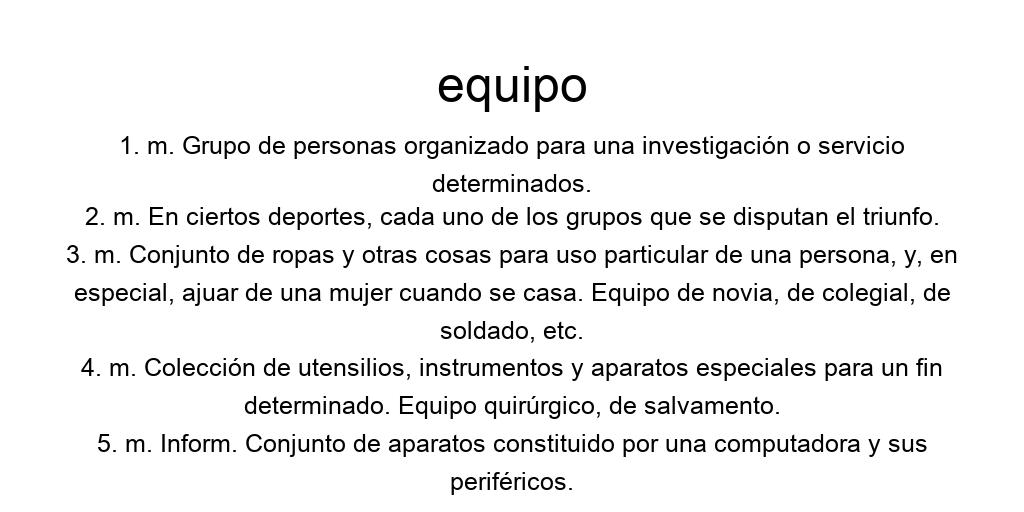 equipo
1. m. Grupo de personas organizado para una investigación o servicio
determinados.
2. m. En ciertos deportes, cada uno de los grupos que se disputan el triunfo.
3. m. Conjunto de ropas y otras cosas para uso particular de una persona, y, en
especial, ajuar de una mujer cuando se casa. Equipo de novia, de colegial, de
soldado, etc.
4. m. Colección de utensilios, instrumentos y aparatos especiales para un fin
determinado. Equipo quirúrgico, de salvamento.
5. m. Inform. Conjunto de aparatos constituido por una computadora y sus
periféricos.